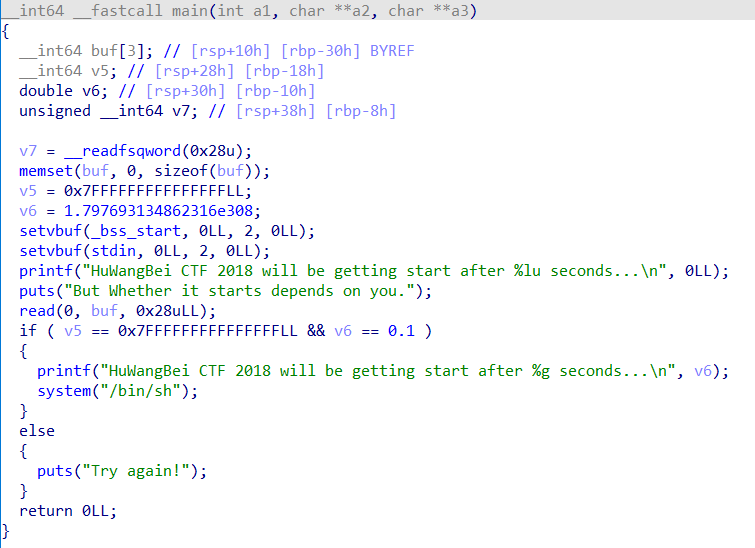 __int64 __fastcall main(int a1, char **a2, char **a3)
{
  __int64 buf[3]; // [rsp+10h] [rbp-30h] BYREF
  __int64 v5; // [rsp+28h] [rbp-18h]
  double v6; // [rsp+30h] [rbp-10h]
  unsigned __int64 v7; // [rsp+38h] [rbp-8h]

  v7 = __readfsqword(0x28u);
  memset(buf, 0, sizeof(buf));
  v5 = 0x7FFFFFFFFFFFFFFFLL;
  v6 = 1.797693134862316e308;
  setvbuf(_bss_start, 0LL, 2, 0LL);
  setvbuf(stdin, 0LL, 2, 0LL);
  printf("HuWangBei CTF 2018 will be getting start after %lu seconds...\n", 0LL);
  puts("But Whether it starts depends on you.");
  read(0, buf, 0x28uLL);
  if ( v5 == 0x7FFFFFFFFFFFFFFFLL && v6 == 0.1 )
  {
    printf("HuWangBei CTF 2018 will be getting start after %g seconds...\n", v6);
    system("/bin/sh");
  }
  else
  {
    puts("Try again!");
  }
  return 0LL;
}